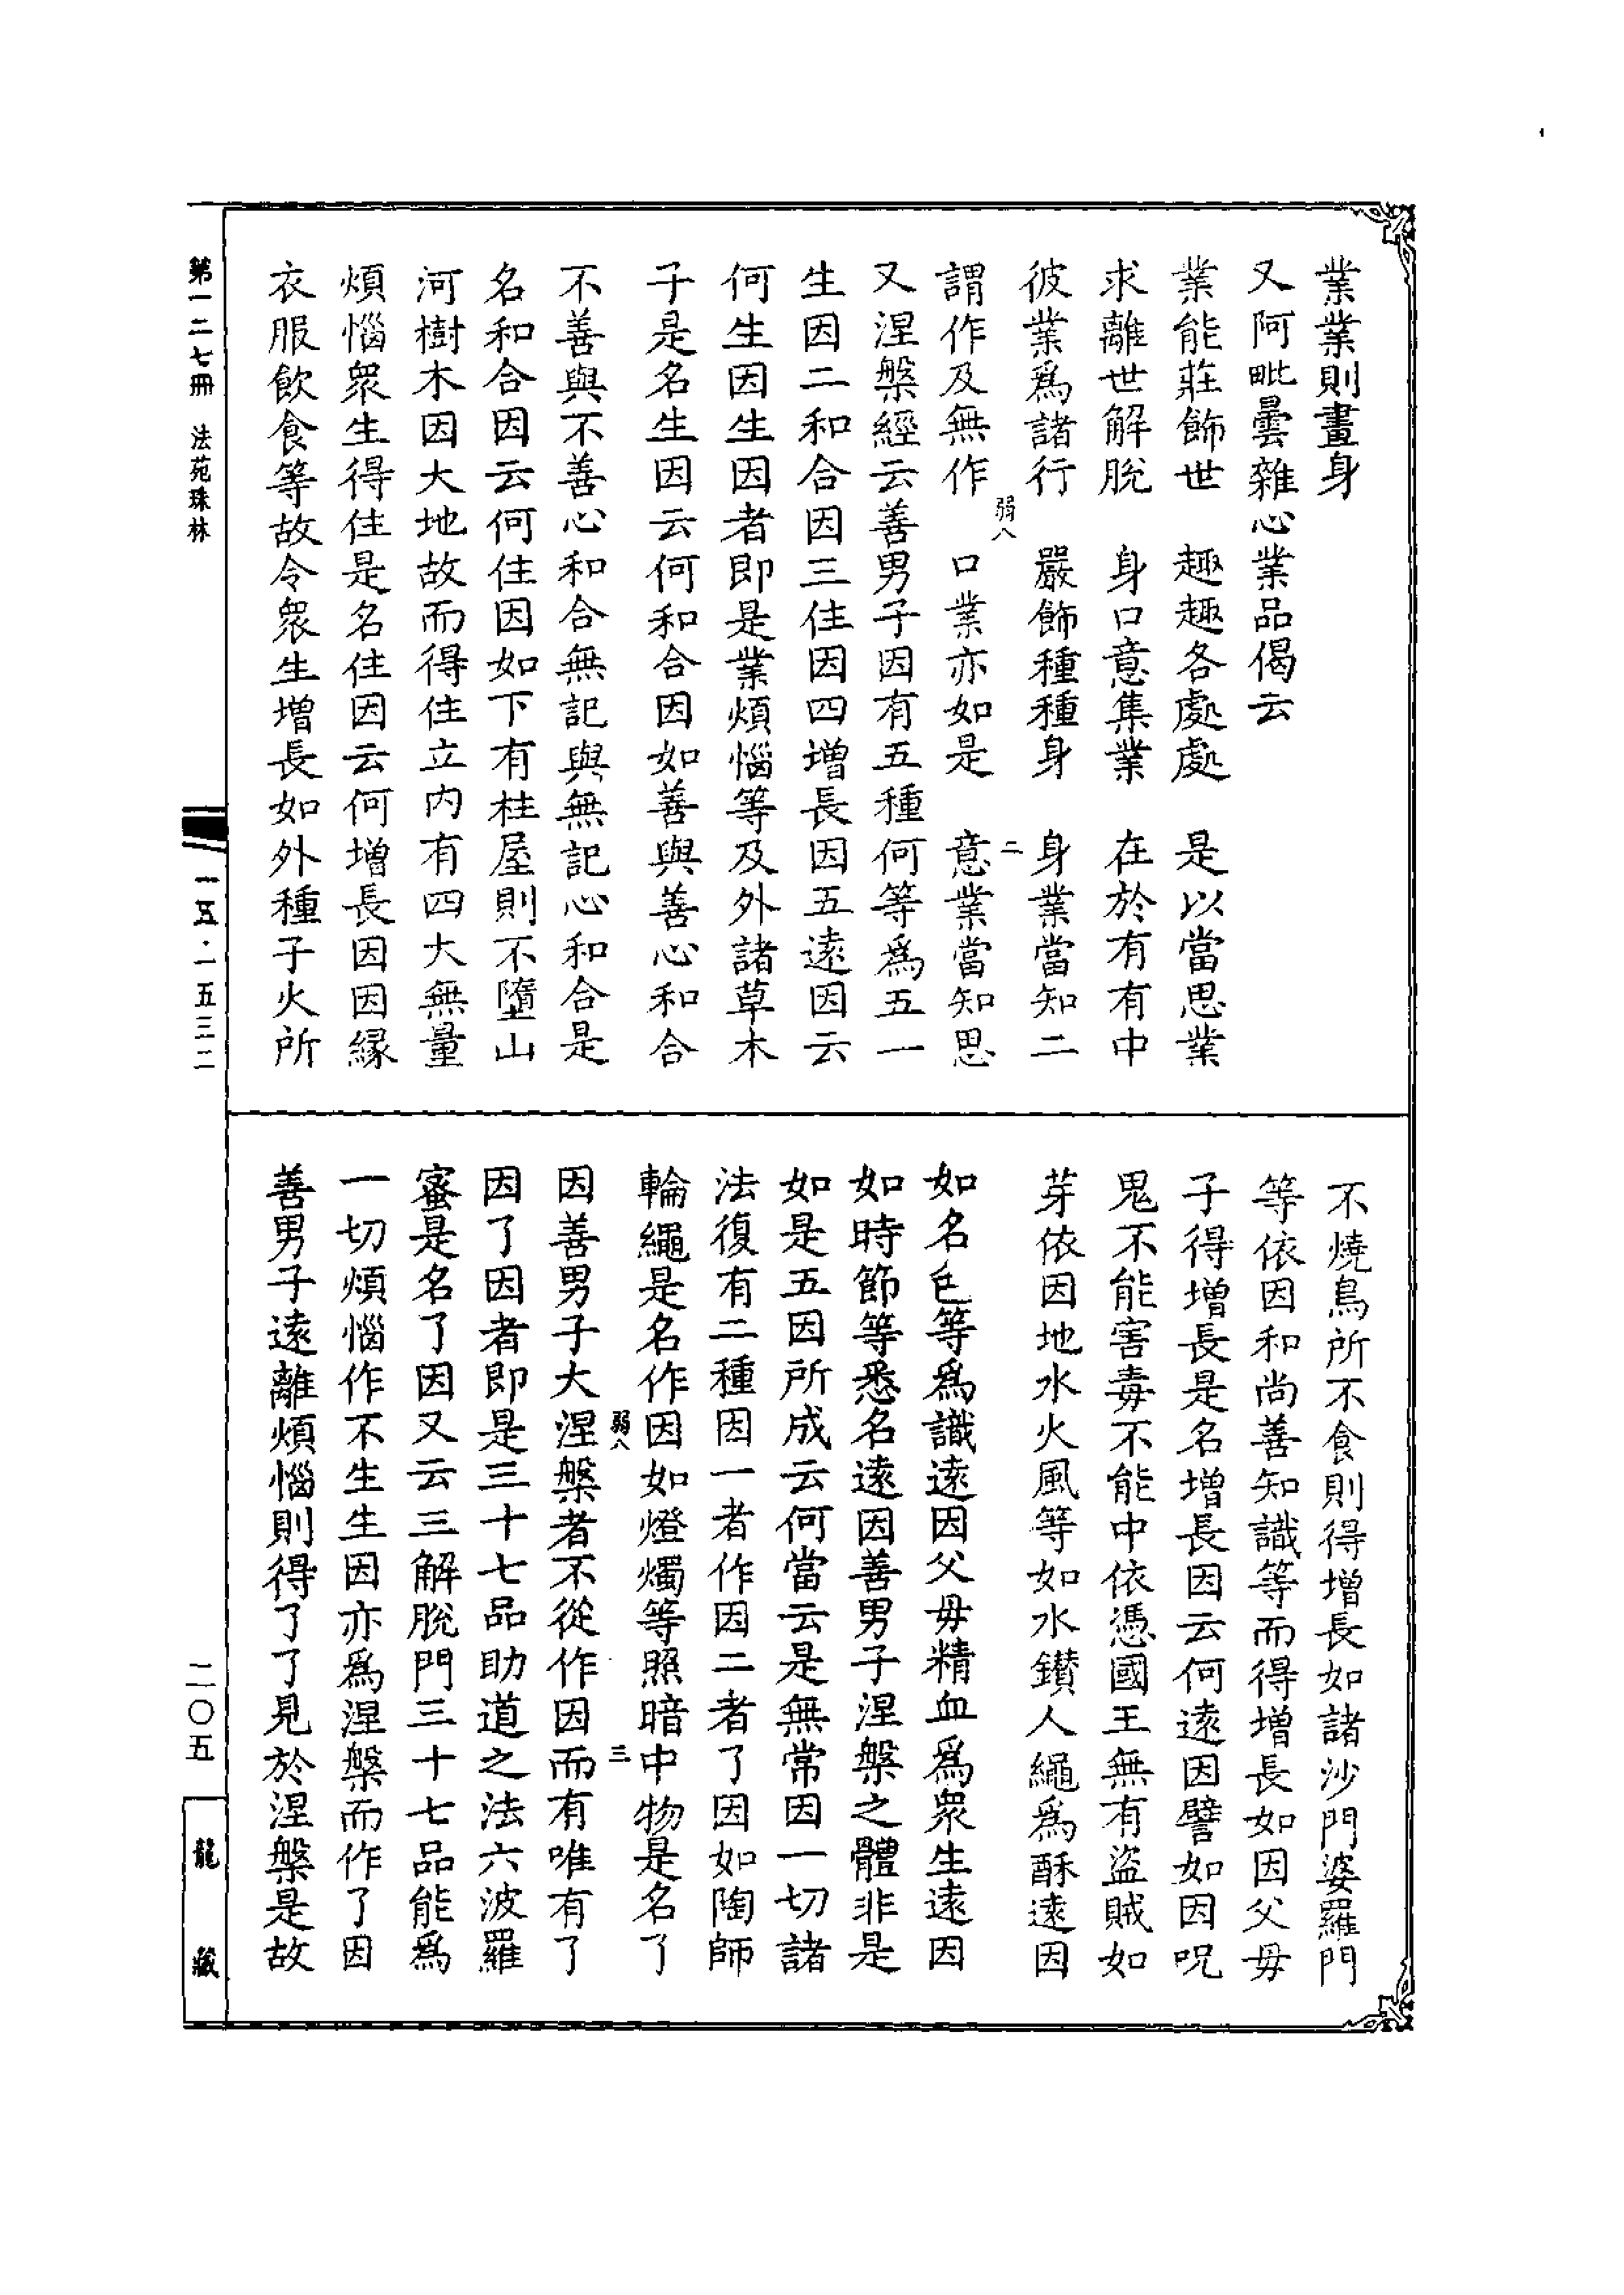 業業則畫身
又阿毗曇雜心業品偈云
業能莊飾世　趣趣各處處　是以當思業
求離世解脫　身口意集業　在於有有中
彼業爲諸行　嚴飾種種身　身業當知二
弱八　二
謂作及無作　口業亦如是　意業當知思
又涅槃經云善男子因有五種何等爲五一
生因二和合因三住因四增長因五遠因云
何生因生因者即是業煩惱等及外諸草木
子是名生因云何和合因如善與善心和合
不善與不善心和合無記與無記心和合是
名和合因云何住因如下有柱屋則不墮山
河樹木因大地故而得住立内有四大無量
煩惱衆生得住是名住因云何增長因因緣
衣服飲食等故令衆生增長如外種子火所
不燒鳥所不食則得增長如諸沙門婆羅門
等依因和尚善知識等而得增長如因父母
子得增長是名增長因云何遠因譬如因呪
鬼不能害毒不能中依憑國王無有盜賊如
芽依因地水火風等如水鑚人繩爲酥遠因
如名色等爲識遠因父母精血爲衆生遠因
如時節等悉名遠因善男子涅槃之體非是
如是五因所成云何當云是無常因一切諸
法復有二種因一者作因二者了因如陶師
輪繩是名作因如燈燭等照暗中物是名了
弱八　三
因善男子大涅槃者不從作因而有唯有了
因了因者即是三十七品助道之法六波羅
蜜是名了因又云三解脫門三十七品能爲
一切煩惱作不生生因亦爲涅槃而作了因
善男子遠離煩惱則得了了見於涅槃是故
第一二七冊　法苑珠林
一五·一五三二
二〇五
龍藏